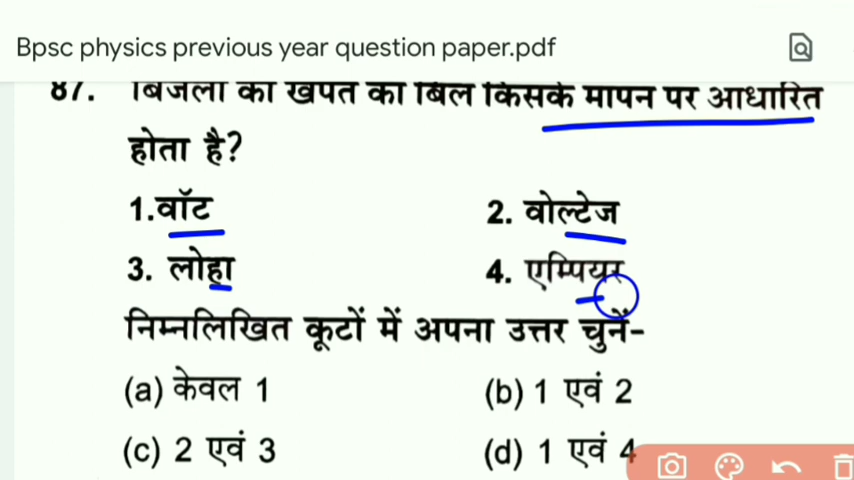 Bpsc physics previous year question paper.pdf
87. बिजली की खपत का बिल किसके मापन पर आधारित
होता है?
1.वॉट 2. वोल्टेज
3. लोहा 4. एम्पियर
निम्नलिखित कूटों में अपना उत्तर चुनें-
(a) केवल 1 (b) 1 एवं 2
(c) 2 एवं 3 (d) 1 एवं 4